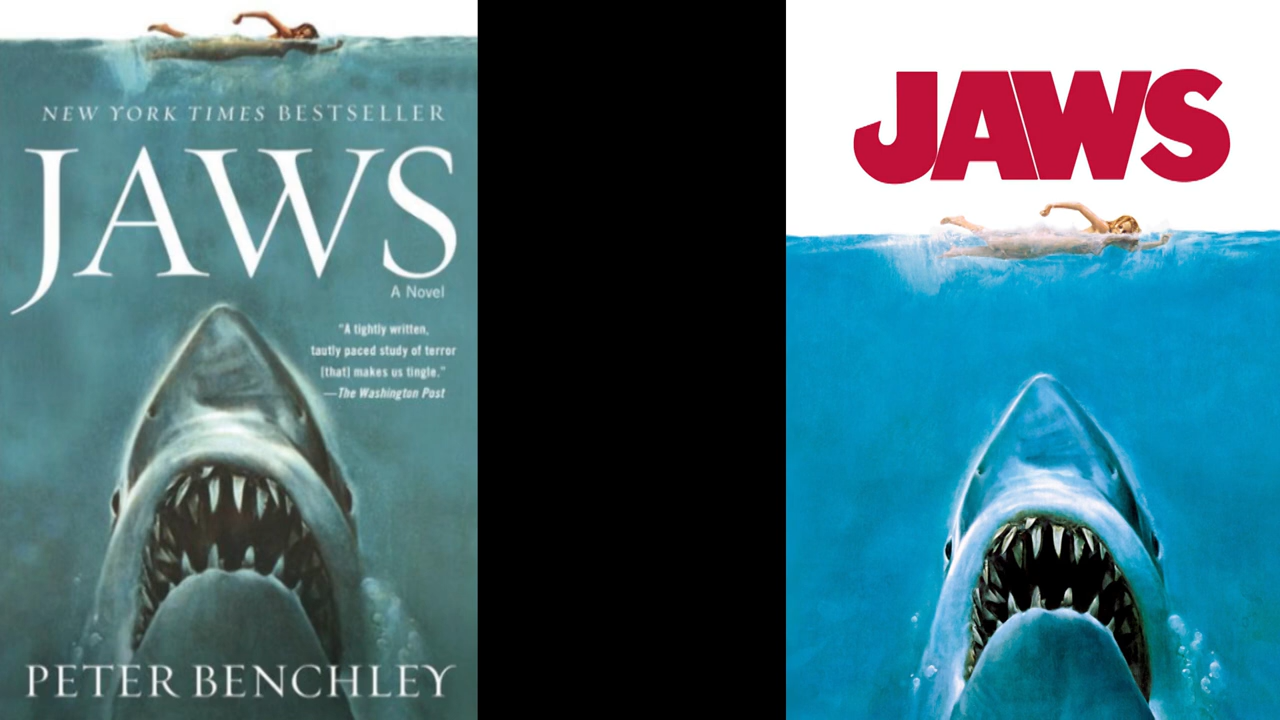 NEW YORK TIMES BESTSELLER
JAWS
A Novel
"A tightly written,
tautly paced study of terror
[that] makes us tingle."
—The Washington Post
PETER BENCHLEY
JAWS